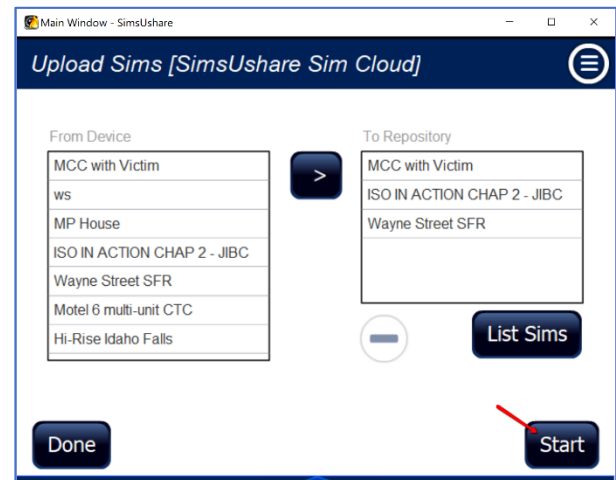 Main Window - SimsUshare
Upload Sims [SimsUshare Sim Cloud]
From Device
MCC with Victim
ws
MP House
ISO IN ACTION CHAP 2 - JIBC
Wayne Street SFR
Motel 6 multi-unit CTC
Hi-Rise Idaho Falls
>
To Repository
MCC with Victim
ISO IN ACTION CHAP 2 - JIBC
Wayne Street SFR
List Sims
Done
Start